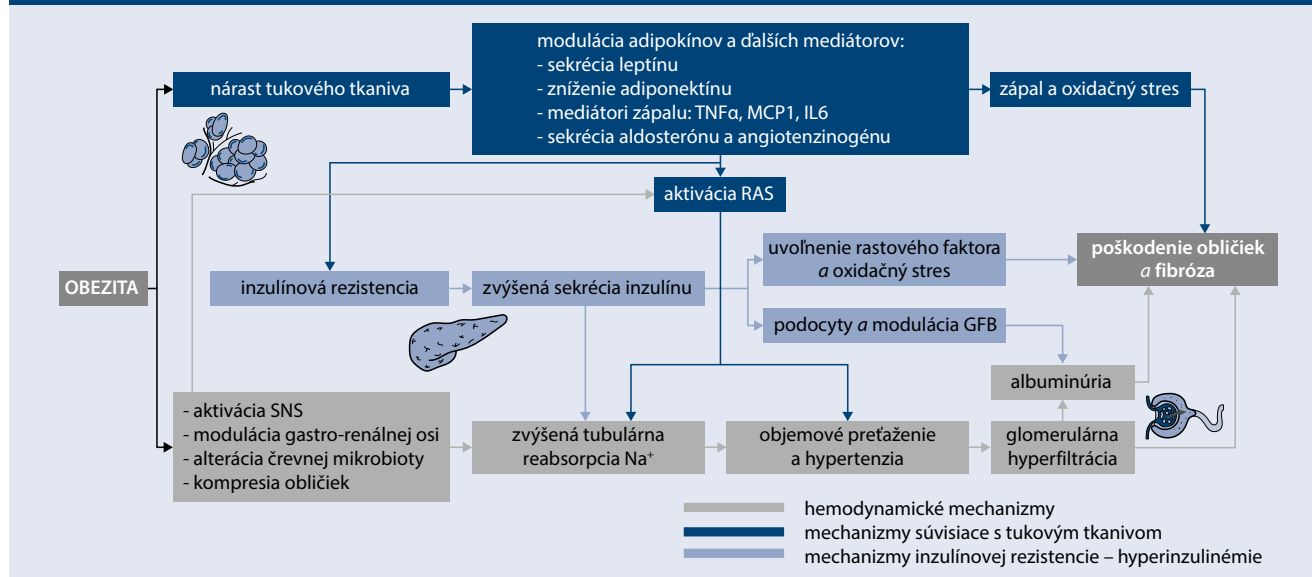 modulácia adipokínov a ďalších mediátorov:
- sekrécia leptínu
- zníženie adiponektínu
- mediátori zápalu: TNFα, MCP1, IL6
- sekrécia aldosterónu a angiotenzinogénu
nárast tukového tkaniva
zápal a oxidačný stres
aktivácia RAS
OBEZITA
inzulínová rezistencia
zvýšená sekrécia inzulínu
uvoľnenie rastového faktora
a oxidačný stres
poškodenie obličiek
a fibróza
podocyty a modulácia GFB
albuminúria
- aktivácia SNS
- modulácia gastro-renálnej osi
- alterácia črevnej mikrobioty
- kompresia obličiek
zvýšená tubulárna
reabsorpcia Na⁺
objemové preťaženie
a hypertenzia
glomerulárna
hyperfiltrácia
hemodynamické mechanizmy
mechanizmy súvisiace s tukovým tkanivom
mechanizmy inzulínovej rezistencie – hyperinzulinémie